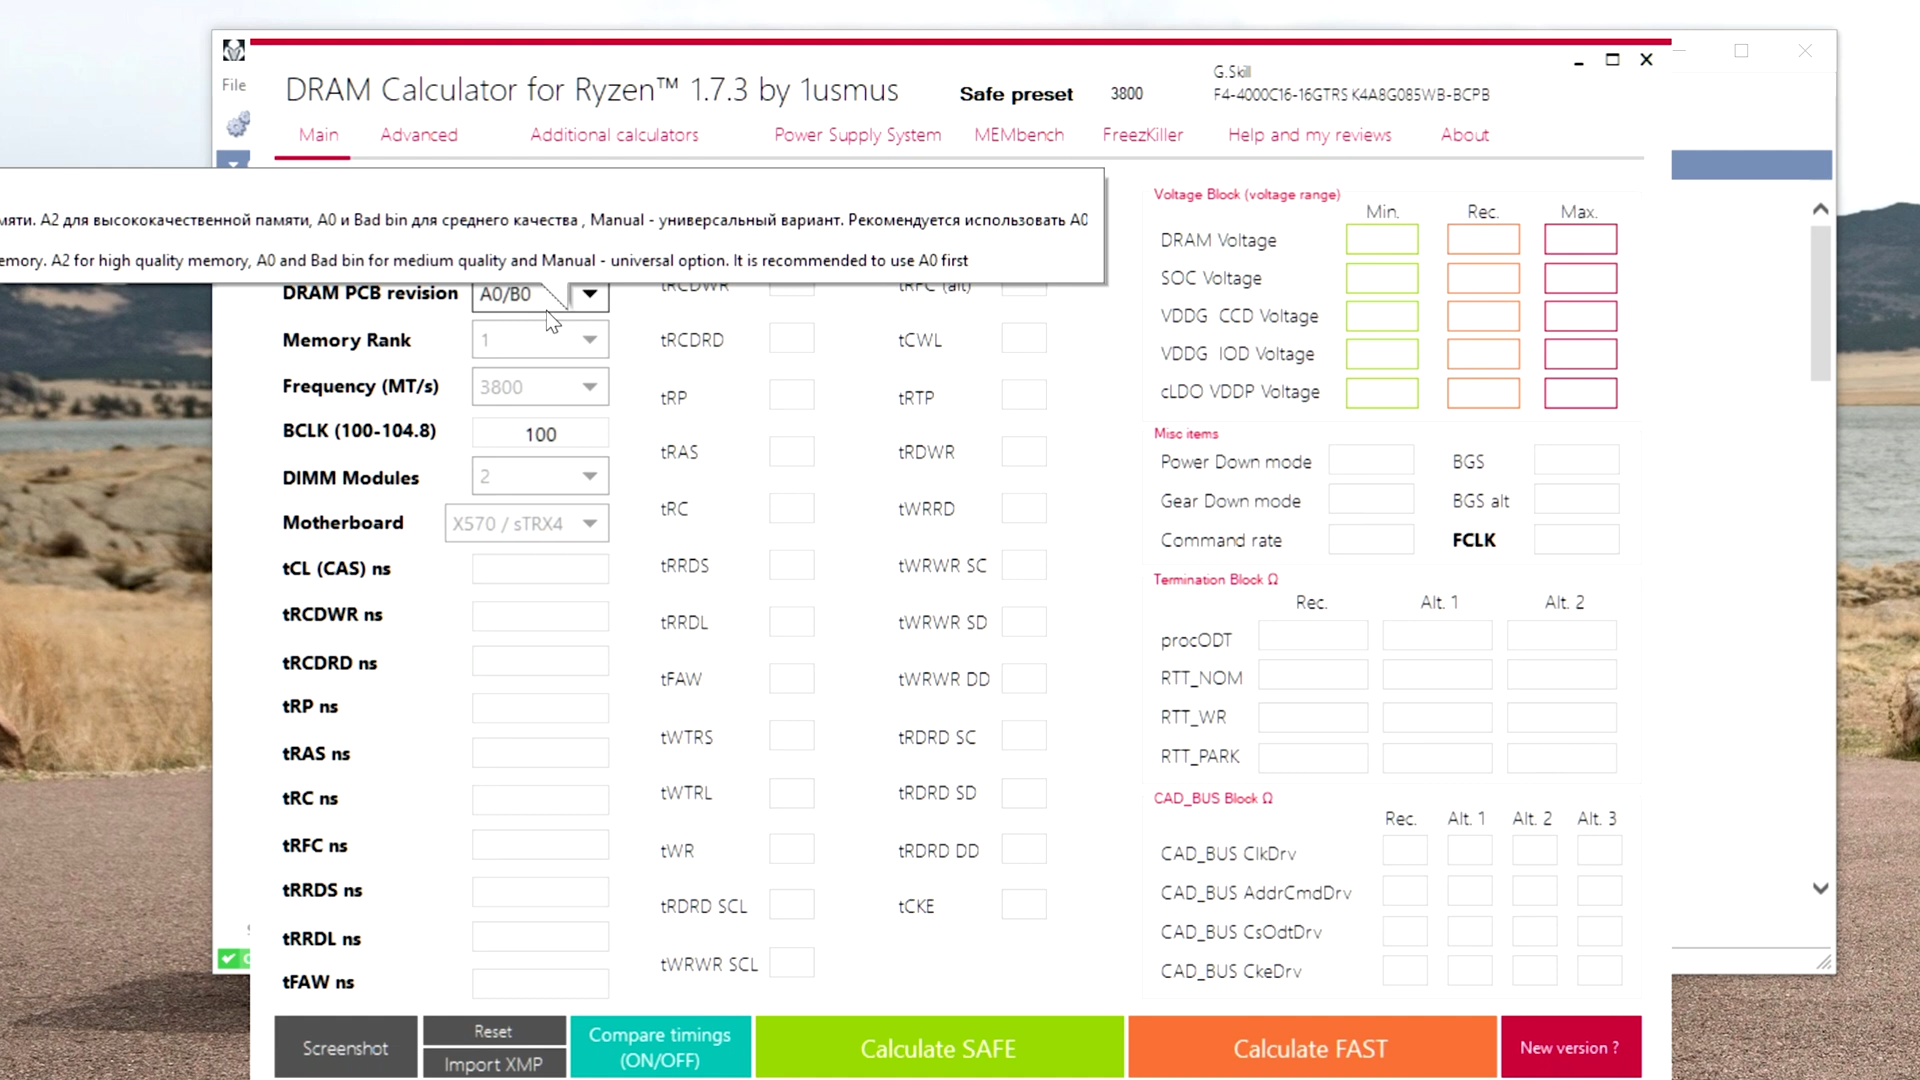 File
DRAM Calculator for Ryzen™ 1.7.3 by 1usmus
Safe preset
3800
G.Skill
F4-4000C16-16GTRS K4A8G085WB-BCPB
Main
Advanced
Additional calculators
Power Supply System
MEMbench
FreezKiller
Help and my reviews
About
мяти. A2 для высококачественной памяти, A0 и Bad bin для среднего качества , Manual - универсальный вариант. Рекомендуется использовать A0
emory. A2 for high quality memory, A0 and Bad bin for medium quality and Manual - universal option. It is recommended to use A0 first
DRAM PCB revision
A0/B0
Memory Rank
1
Frequency (MT/s)
3800
BCLK (100-104.8)
100
DIMM Modules
2
Motherboard
X570 / sTRX4
tCL (CAS) ns
tRCDWR ns
tRCDRD ns
tRP ns
tRAS ns
tRC ns
tRFC ns
tRRDS ns
tRRDL ns
tFAW ns
tRCDWR
tRCDRD
tRP
tRAS
tRC
tRRDS
tRRDL
tFAW
tWTRS
tWTRL
tWR
tRDRD SCL
tWRWR SCL
tRFC (alt)
tCWL
tRTP
tRDWR
tWRRD
tWRWR SC
tWRWR SD
tWRWR DD
tRDRD SC
tRDRD SD
tRDRD DD
tCKE
Voltage Block (voltage range)
Min.
Rec.
Max.
DRAM Voltage
SOC Voltage
VDDG CCD Voltage
VDDG IOD Voltage
cLDO VDDP Voltage
Misc items
Power Down mode
BGS
Gear Down mode
BGS alt
Command rate
FCLK
Termination Block Ω
Rec.
Alt. 1
Alt. 2
procODT
RTT_NOM
RTT_WR
RTT_PARK
CAD_BUS Block Ω
Rec.
Alt. 1
Alt. 2
Alt. 3
CAD_BUS ClkDrv
CAD_BUS AddrCmdDrv
CAD_BUS CsOdtDrv
CAD_BUS CkeDrv
Screenshot
Reset
Import XMP
Compare timings
(ON/OFF)
Calculate SAFE
Calculate FAST
New version ?